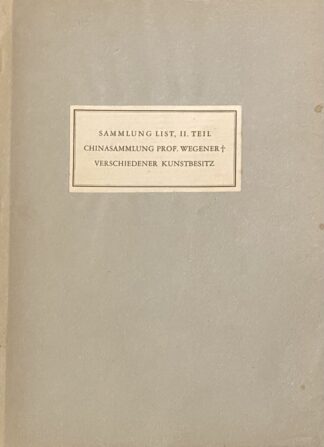 SAMMLUNG LIST, II. TEIL
CHINASAMMLUNG PROF. WEGENER †
VERSCHIEDENER KUNSTBESITZ